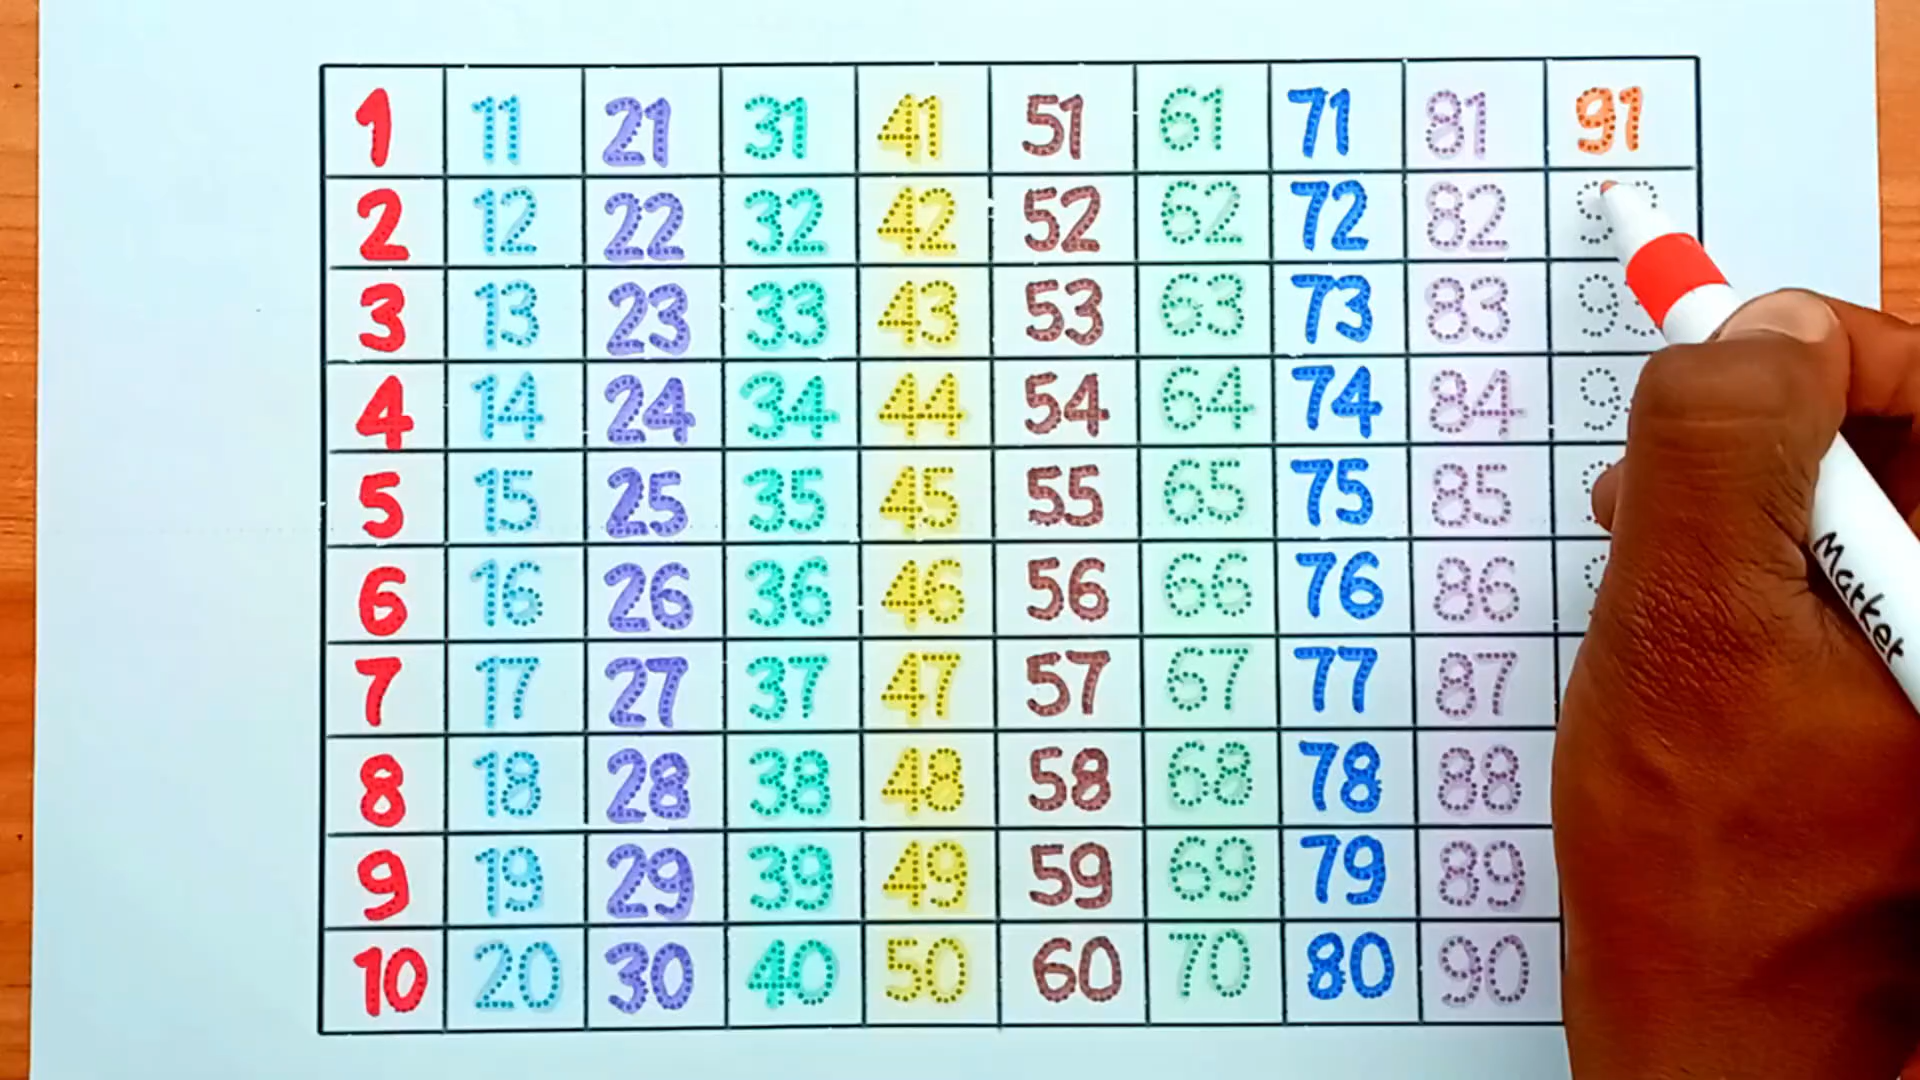 1 11 21 31 41 51 61 71 81 91
2 12 22 32 42 52 62 72 82
3 13 23 33 43 53 63 73 83
4 14 24 34 44 54 64 74 84
5 15 25 35 45 55 65 75 85
6 16 26 36 46 56 66 76 86
7 17 27 37 47 57 67 77 87
8 18 28 38 48 58 68 78 88
9 19 29 39 49 59 69 79 89
10 20 30 40 50 60 70 80 90
Marker